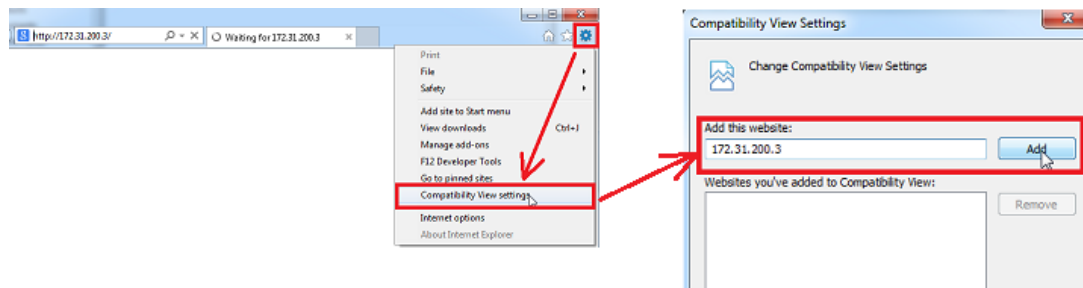 http://172.31.200.3/
Waiting for 172.31.200.3
Print
File
Safety
Add site to Start menu
View downloads Ctrl+J
Manage add-ons
F12 Developer Tools
Go to pinned sites
Compatibility View settings
Internet options
About Internet Explorer
Compatibility View Settings
Change Compatibility View Settings
Add this website:
172.31.200.3 Add
Websites you've added to Compatibility View:
Remove